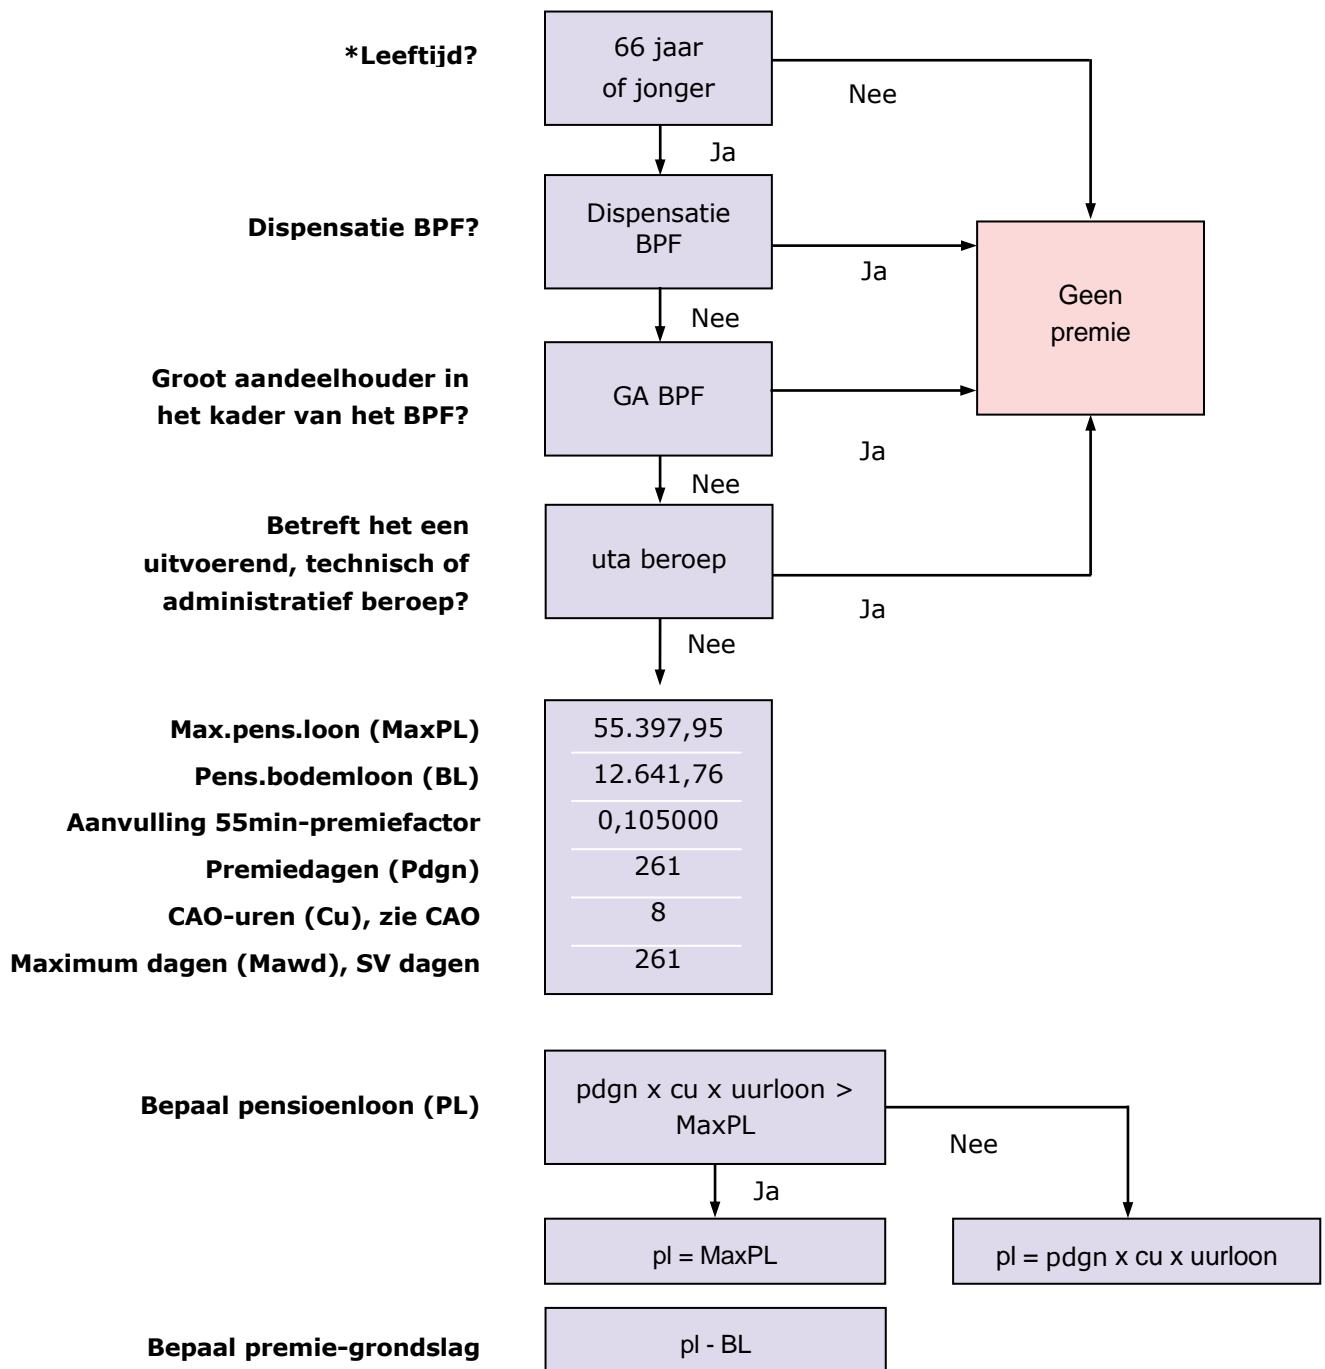 *Leeftijd?
66 jaar
of jonger
Nee
Ja
Dispensatie BPF?
Dispensatie
BPF
Ja
Geen
premie
Nee
Groot aandeelhouder in
het kader van het BPF?
GA BPF
Ja
Nee
Betreft het een
uitvoerend, technisch of
administratief beroep?
uta beroep
Ja
Nee
Max.pens.loon (MaxPL)
55.397,95
Pens.bodemloon (BL)
12.641,76
Aanvulling 55min-premiefactor
0,105000
Premiedagen (Pdgn)
261
CAO-uren (Cu), zie CAO
8
Maximum dagen (Mawd), SV dagen
261
Bepaal pensioenloon (PL)
pdgn x cu x uurloon >
MaxPL
Nee
Ja
pl = MaxPL
pl = pdgn x cu x uurloon
Bepaal premie-grondslag
pl - BL